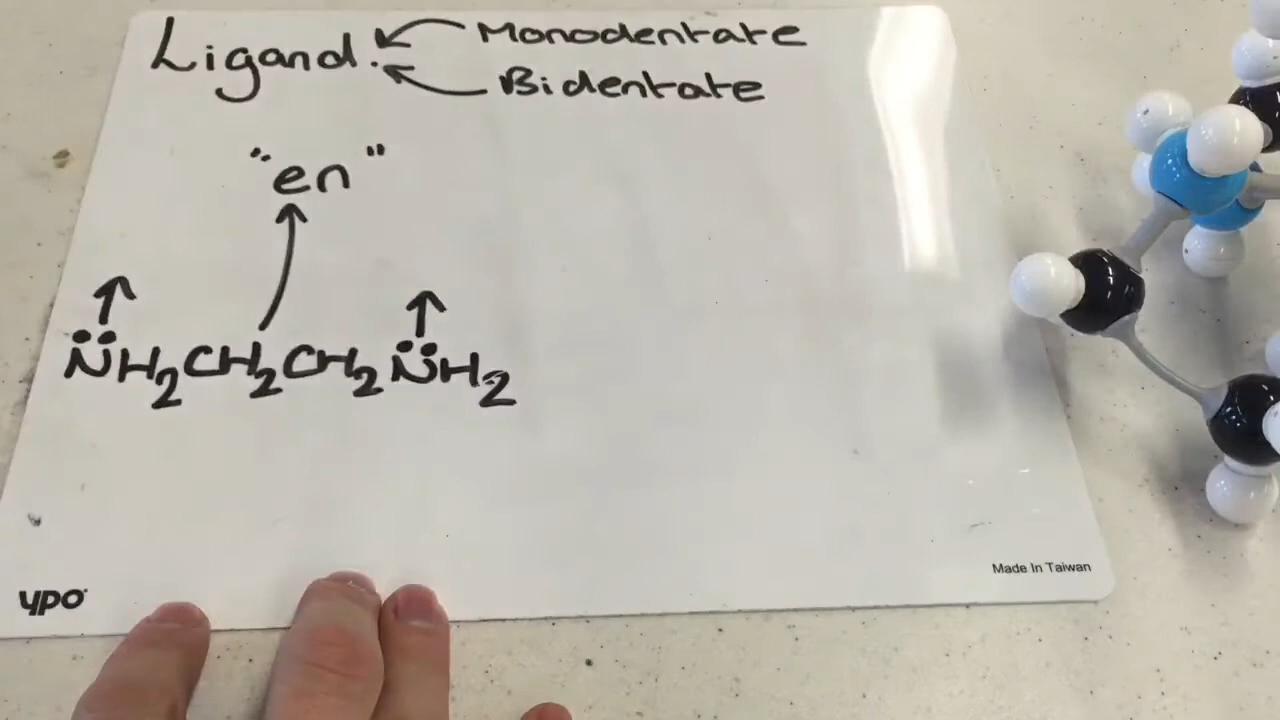 Ligand. Monodentate
Bidentate
"en"
NH₂CH₂CH₂NH₂
Made In Taiwan
ypo